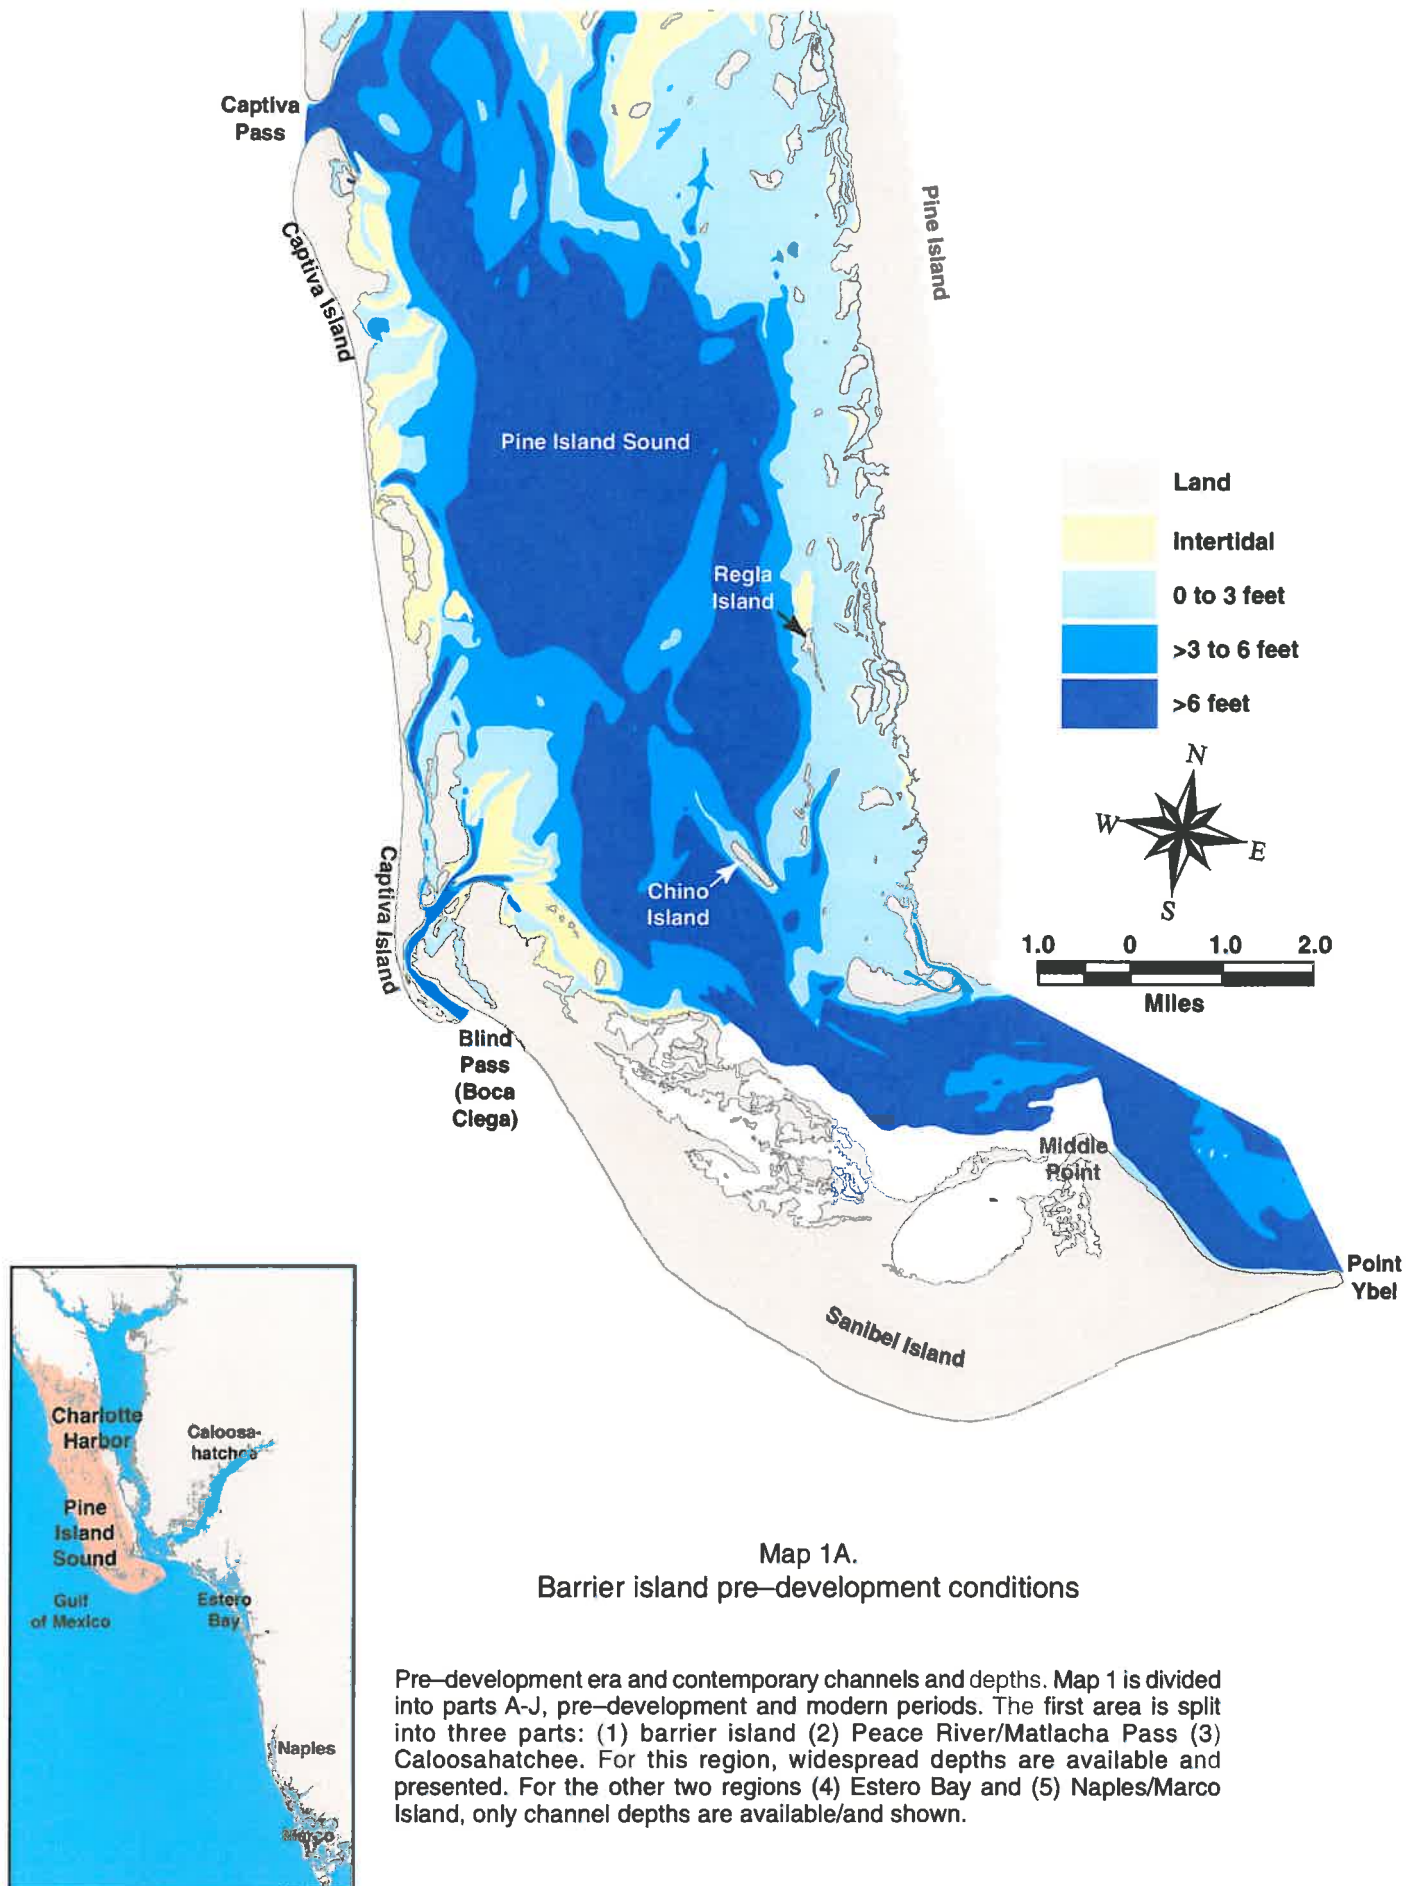 Captiva
Pass
Captiva Island
Pine Island
Pine Island Sound
Land
Intertidal
0 to 3 feet
>3 to 6 feet
>6 feet
Regla
Island
N
W
E
S
Chino
Island
Captiva Island
1.0 0 1.0 2.0
Miles
Blind
Pass
(Boca
Ciega)
Middle
Point
Point
Ybel
Sanibel Island
Charlotte
Harbor
Caloosa-
hatchee
Pine
Island
Sound
Gulf
of Mexico
Estero
Bay
Naples
Marco
Map 1A.
Barrier island pre–development conditions
Pre–development era and contemporary channels and depths. Map 1 is divided
into parts A-J, pre–development and modern periods. The first area is split
into three parts: (1) barrier island (2) Peace River/Matlacha Pass (3)
Caloosahatchee. For this region, widespread depths are available and
presented. For the other two regions (4) Estero Bay and (5) Naples/Marco
Island, only channel depths are available/and shown.